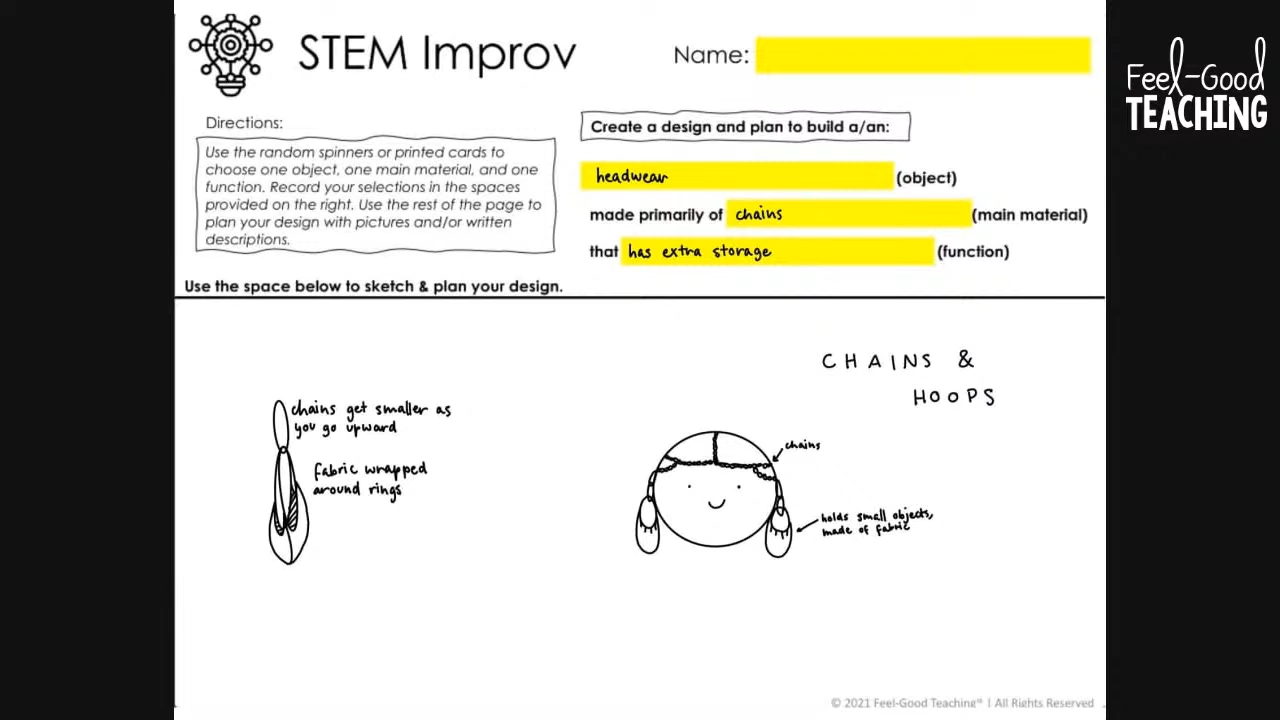 STEM Improv
Name:
Feel-Good
TEACHING
Directions:
Use the random spinners or printed cards to
choose one object, one main material, and one
function. Record your selections in the spaces
provided on the right. Use the rest of the page to
plan your design with pictures and/or written
descriptions.
Create a design and plan to build a/an:
headwear (object)
made primarily of chains (main material)
that has extra storage (function)
Use the space below to sketch & plan your design.
CHAINS &
HOOPS
chains get smaller as
you go upward
fabric wrapped
around rings
chains
holds small objects,
made of fabric
© 2021 Feel-Good Teaching® | All Rights Reserved